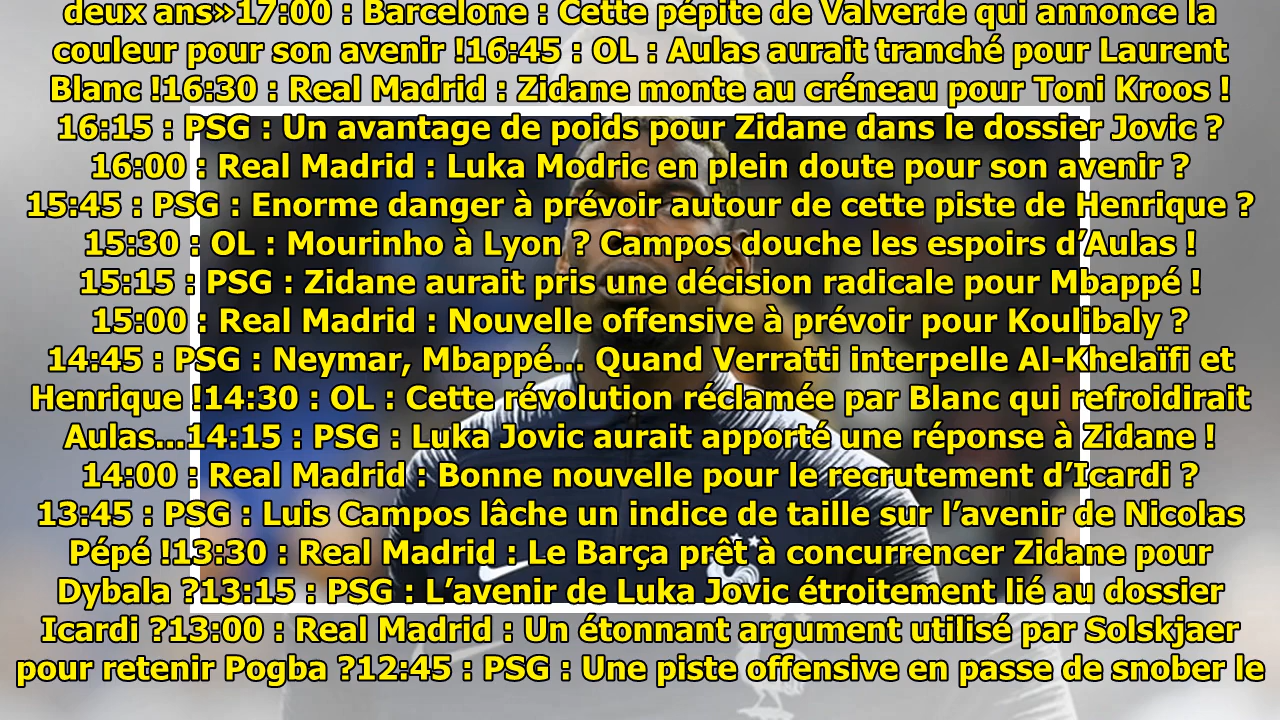 deux ans»17:00 : Barcelone : Cette pépite de Valverde qui annonce la
couleur pour son avenir !16:45 : OL : Aulas aurait tranché pour Laurent
Blanc !16:30 : Real Madrid : Zidane monte au créneau pour Toni Kroos !
16:15 : PSG : Un avantage de poids pour Zidane dans le dossier Jovic ?
16:00 : Real Madrid : Luka Modric en plein doute pour son avenir ?
15:45 : PSG : Enorme danger à prévoir autour de cette piste de Henrique ?
15:30 : OL : Mourinho à Lyon ? Campos douche les espoirs d’Aulas !
15:15 : PSG : Zidane aurait pris une décision radicale pour Mbappé !
15:00 : Real Madrid : Nouvelle offensive à prévoir pour Koulibaly ?
14:45 : PSG : Neymar, Mbappé… Quand Verratti interpelle Al-Khelaïfi et
Henrique !14:30 : OL : Cette révolution réclamée par Blanc qui refroidirait
Aulas…14:15 : PSG : Luka Jovic aurait apporté une réponse à Zidane !
14:00 : Real Madrid : Bonne nouvelle pour le recrutement d’Icardi ?
13:45 : PSG : Luis Campos lâche un indice de taille sur l’avenir de Nicolas
Pépé !13:30 : Real Madrid : Le Barça prêt à concurrencer Zidane pour
Dybala ?13:15 : PSG : L’avenir de Luka Jovic étroitement lié au dossier
Icardi ?13:00 : Real Madrid : Un étonnant argument utilisé par Solskjaer
pour retenir Pogba ?12:45 : PSG : Une piste offensive en passe de snober le